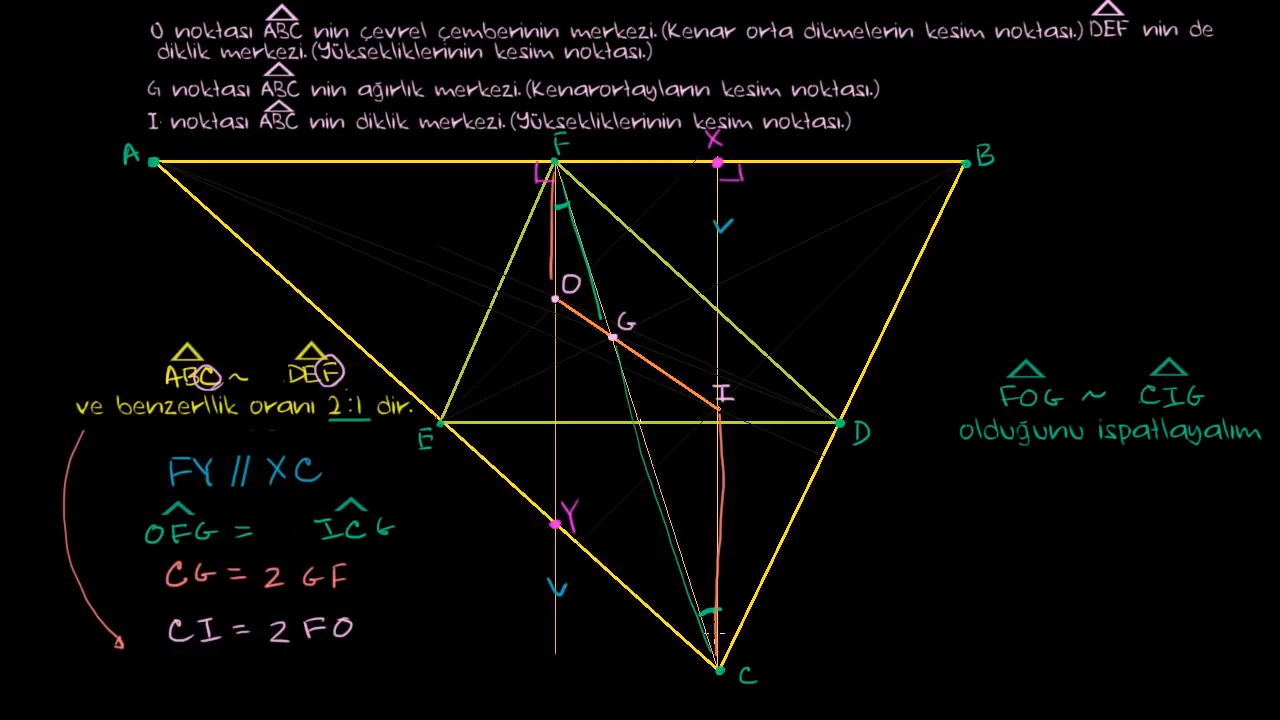 O noktası ABC nin çevrel çemberinin merkezi. (Kenar orta dikmelerin kesim noktası.) DEF nin de
diklik merkezi. (Yüksekliklerinin kesim noktası.)
G noktası ABC nin ağırlık merkezi. (Kenarortayların kesim noktası.)
I noktası ABC nin diklik merkezi. (Yüksekliklerinin kesim noktası.)
A
F
X
B
O
G
I
E
D
Y
C
ABC ~ DEF
ve benzerlİlk oranı 2:1 dir.
FY // XC
OFG = ICG
CG = 2 GF
CI = 2 FO
FOG ~ CIG
olduğunu ispatlayalım